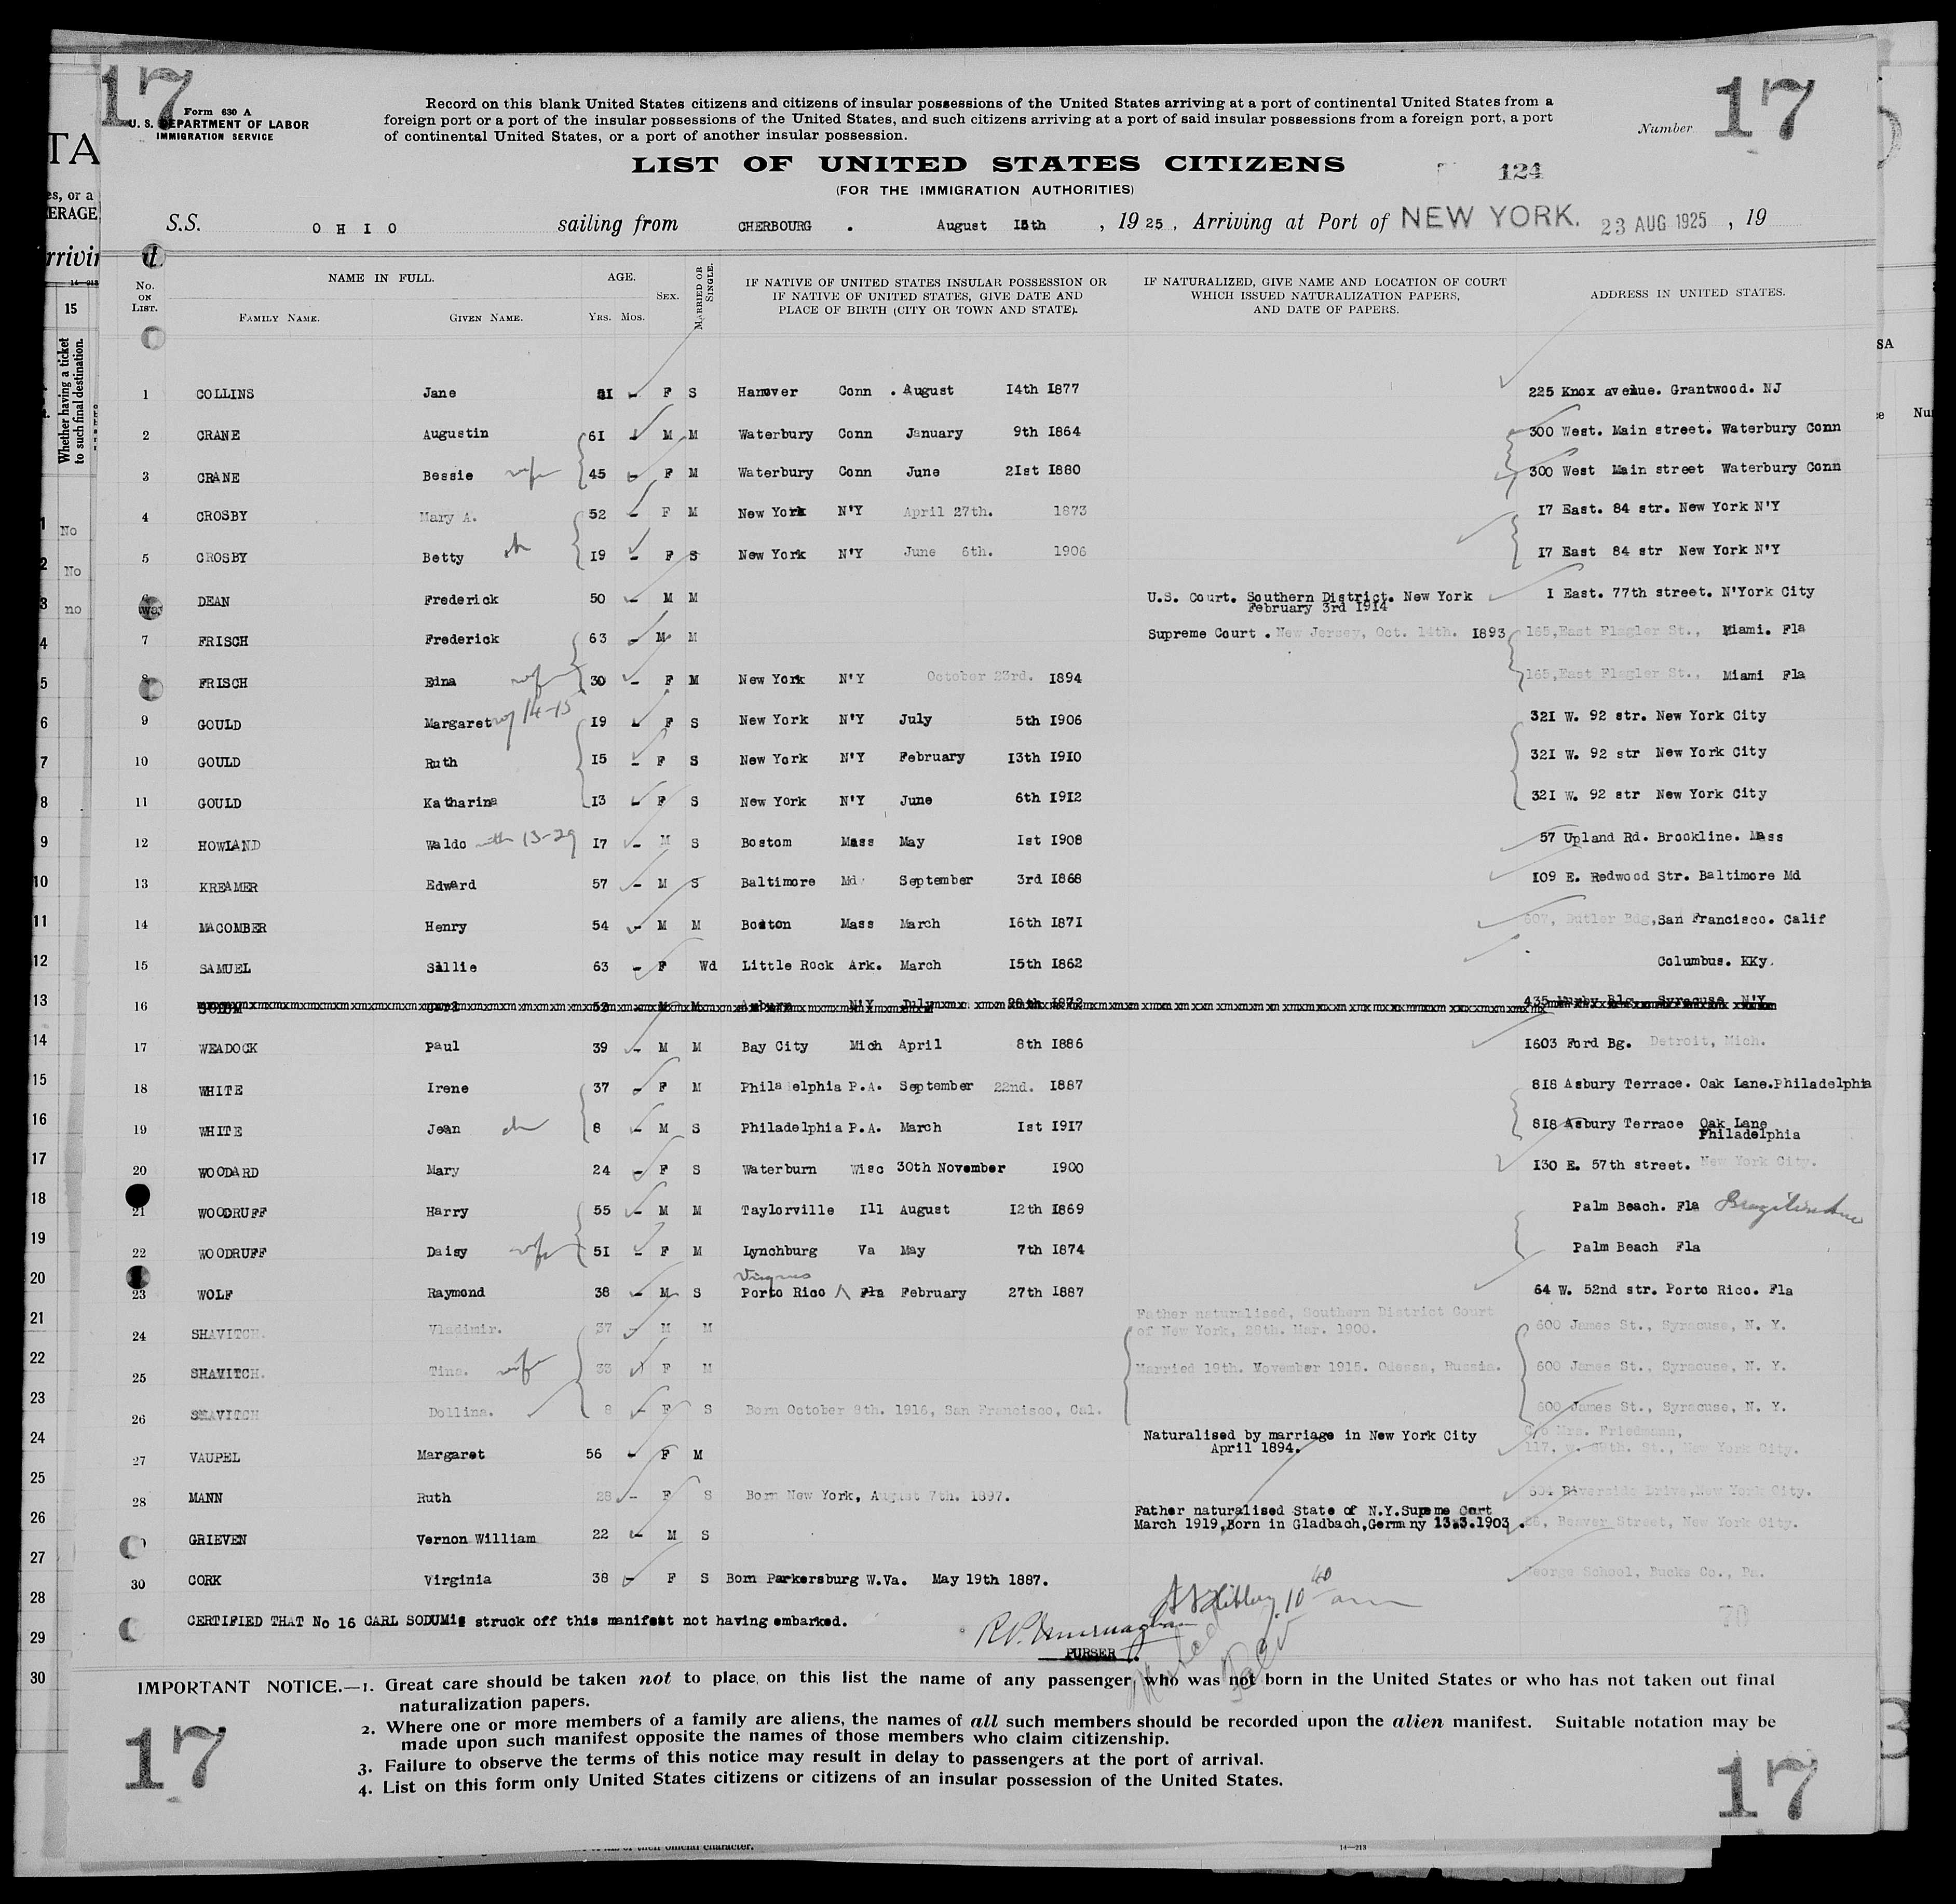 17
Form 630 A
U. S. DEPARTMENT OF LABOR
IMMIGRATION SERVICE
Record on this blank United States citizens and citizens of insular possessions of the United States arriving at a port of continental United States from a
foreign port or a port of the insular possessions of the United States, and such citizens arriving at a port of said insular possessions from a foreign port, a port
of continental United States, or a port of another insular possession.
Number 17
LIST OF UNITED STATES CITIZENS
124
(FOR THE IMMIGRATION AUTHORITIES)
S.S. OHIO sailing from CHERBOURG . August 15th , 1925, Arriving at Port of NEW YORK. 23 AUG 1925 , 19
No. ON LIST. NAME IN FULL. FAMILY NAME. GIVEN NAME. AGE. YRS. MOS. SEX. MARRIED OR SINGLE. IF NATIVE OF UNITED STATES INSULAR POSSESSION OR IF NATIVE OF UNITED STATES, GIVE DATE AND PLACE OF BIRTH (CITY OR TOWN AND STATE). IF NATURALIZED, GIVE NAME AND LOCATION OF COURT WHICH ISSUED NATURALIZATION PAPERS, AND DATE OF PAPERS. ADDRESS IN UNITED STATES.
1 COLLINS Jane - F S Hanover Conn . August 14th 1877 225 Knox avenue. Grantwood. NJ
2 CRANE Augustin 61 - M M Waterbury Conn January 9th 1864 300 West. Main street. Waterbury Conn
3 CRANE Bessie wife 45 - F M Waterbury Conn June 21st 1880 300 West Main street Waterbury Conn
4 CROSBY Mary A. 52 - F M New York N'Y April 27th. 1873 17 East. 84 str. New York N'Y
5 CROSBY Betty ch 19 - F S New York N'Y June 6th. 1906 17 East 84 str New York N'Y
6 DEAN Frederick 50 - M M U.S. Court. Southern District. New York February 3rd 1914 1 East. 77th street. N'York City
7 FRISCH Frederick 63 - M M Supreme Court . New Jersey, Oct. 14th. 1893 165, East Flagler St., Miami. Fla
8 FRISCH Edna wife 30 - F M New York N'Y October 23rd. 1894 165, East Flagler St., Miami Fla
9 GOULD Margaret 14-15 19 - F S New York N'Y July 5th 1906 321 W. 92 str. New York City
10 GOULD Ruth 15 - F S New York N'Y February 13th 1910 321 W. 92 str New York City
11 GOULD Katharina 13 - F S New York N'Y June 6th 1912 321 W. 92 str New York City
12 HOWLAND Waldo with 13-29 17 - M S Bostom Mass May 1st 1908 57 Upland Rd. Brookline. Mass
13 KREAMER Edward 57 - M S Baltimore Md September 3rd 1868 109 E. Redwood Str. Baltimore Md
14 MACOMBER Henry 54 - M M Boston Mass March 16th 1871 607, Butler Bdg, San Francisco. Calif
15 SAMUEL Sallie 63 - F Wd Little Rock Ark. March 15th 1862 Columbus. KKy.
16
17 WEADOCK Paul 39 - M M Bay City Mich April 8th 1886 1603 Ford Bg. Detroit, Mich.
18 WHITE Irene 37 - F M Philadelphia P.A. September 22nd. 1887 818 Asbury Terrace. Oak Lane.Philadelphia
19 WHITE Jean ch 8 - M S Philadelphia P.A. March 1st 1917 818 Asbury Terrace Oak Lane Philadelphia
20 WOODARD Mary 24 - F S Waterburn Wisc 30th November 1900 130 E. 57th street. New York City.
21 WOODRUFF Harry 55 - M M Taylorville Ill August 12th 1869 Palm Beach. Fla Brazilian Ave
22 WOODRUFF Daisy wife 51 - F M Lynchburg Va May 7th 1874 Palm Beach Fla
23 WOLF Raymond 38 - M S Vieques Porto Rico Fla February 27th 1887 64 W. 52nd str. Porto Rico. Fla
24 SHAVITCH. Vladimir. 37 - M M Father naturalised, Southern District Court of New York, 28th. Mar. 1900. 600 James St., Syracuse, N. Y.
25 SHAVITCH. Tina. wife 33 F M Married 19th. November 1915. Odessa, Russia. 600 James St., Syracuse, N. Y.
26 SHAVITCH Dollina. 8 - F S Born October 8th. 1916, San Francisco, Cal. 600 James St., Syracuse, N. Y.
27 VAUPEL Margaret 56 - F M Naturalised by marriage in New York City April 1894. C/o Mrs. Friedmann, 117, W. St., New York City.
28 MANN Ruth 28 - F S Born New York, August 7th. 1897. Riverside Drive, New York City.
29 GRIEVEN Vernon William 22 - M S Father naturalised State of N.Y.Supeme Cort March 1919, Born in Gladbach, Germany 13.3.1903. Beaver Street, New York City.
30 CORK Virginia 38 - F S Born Parkersburg W.Va. May 19th 1887. George School, Bucks Co., Pa.
CERTIFIED THAT No 16 CARL SODUMis struck off this manifest not having embarked.
10 40 am
PURSER .
70
IMPORTANT NOTICE.—1. Great care should be taken not to place on this list the name of any passenger who was not born in the United States or who has not taken out final
naturalization papers.
2. Where one or more members of a family are aliens, the names of all such members should be recorded upon the alien manifest. Suitable notation may be
made upon such manifest opposite the names of those members who claim citizenship.
3. Failure to observe the terms of this notice may result in delay to passengers at the port of arrival.
4. List on this form only United States citizens or citizens of an insular possession of the United States.
17
17
14—213